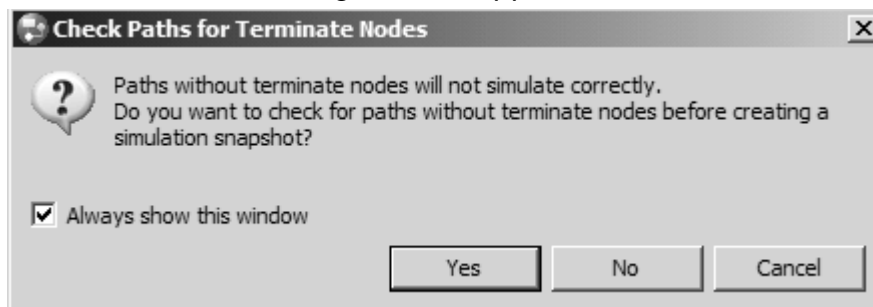 Check Paths for Terminate Nodes
Paths without terminate nodes will not simulate correctly.
Do you want to check for paths without terminate nodes before creating a
simulation snapshot?
Always show this window
Yes No Cancel